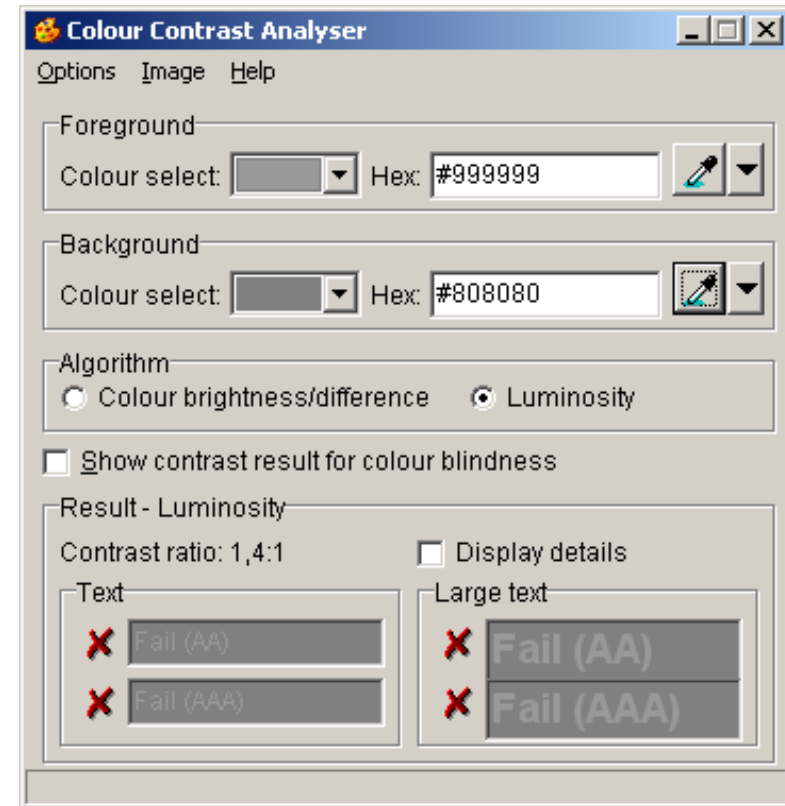 Colour Contrast Analyser
Options Image Help
Foreground
Colour select: Hex: #999999
Background
Colour select: Hex: #808080
Algorithm
Colour brightness/difference Luminosity
Show contrast result for colour blindness
Result - Luminosity
Contrast ratio: 1,4:1 Display details
Text Large text
Fail (AA) Fail (AA)
Fail (AAA) Fail (AAA)